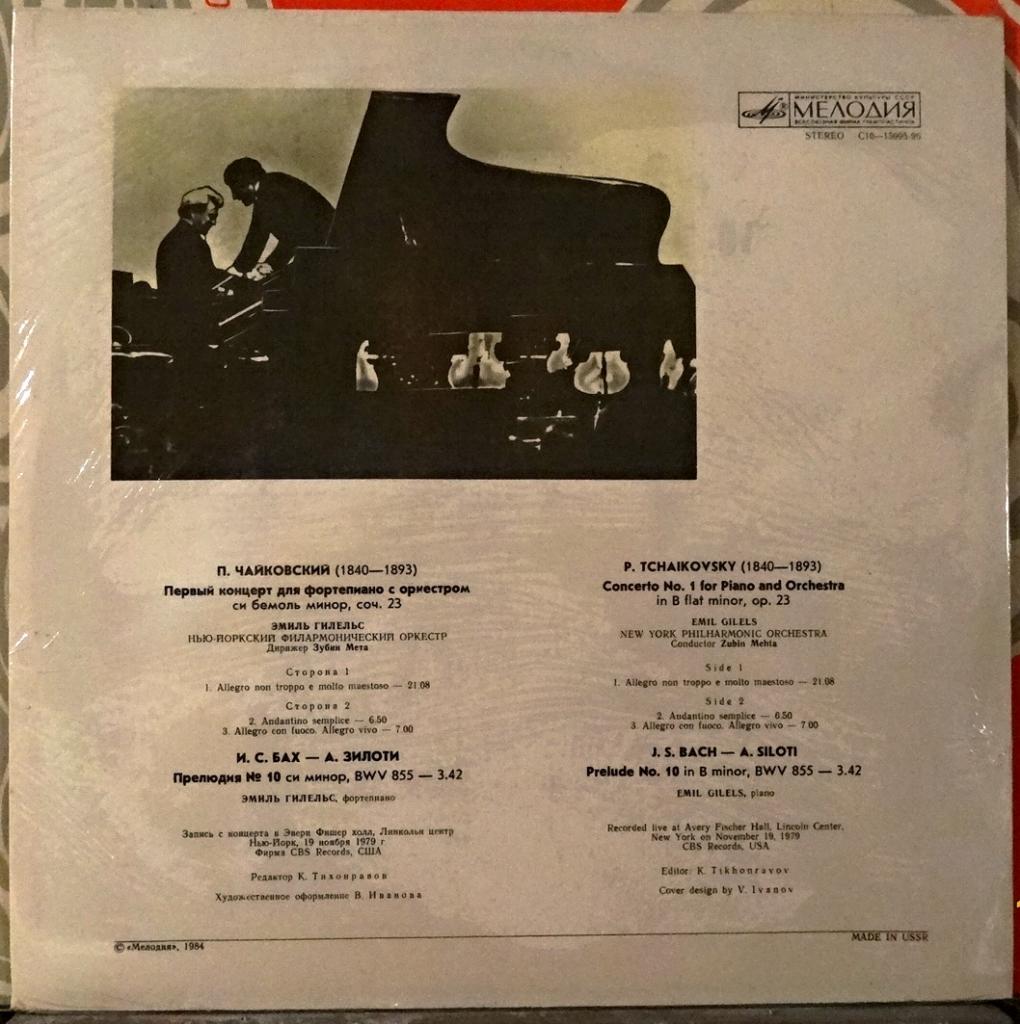 МИНИСТЕРСТВО КУЛЬТУРЫ СССР
МЕЛОДИЯ
ВСЕСОЮЗНАЯ ФИРМА ГРАМПЛАСТИНОК
STEREO
П. ЧАЙКОВСКИЙ (1840—1893)
Первый концерт для фортепиано с оркестром
си бемоль минор, соч. 23
ЭМИЛЬ ГИЛЕЛЬС
НЬЮ-ЙОРКСКИЙ ФИЛАРМОНИЧЕСКИЙ ОРКЕСТР
Дирижер Зубин Мета
Сторона 1
1. Allegro non troppo e molto maestoso — 21.08
Сторона 2
2. Andantino semplice — 6.50
3. Allegro con fuoco. Allegro vivo — 7.00
И. С. БАХ — А. ЗИЛОТИ
Прелюдия № 10 си минор, BWV 855 — 3.42
ЭМИЛЬ ГИЛЕЛЬС, фортепиано
Запись с концерта в Эвери Фишер холл, Линкольн центр
Нью-Йорк, 19 ноября 1979 г
Фирма CBS Records, США
Редактор К. Тихонравов
Художественное оформление В. Иванова
P. TCHAIKOVSKY (1840—1893)
Concerto No. 1 for Piano and Orchestra
in B flat minor, op. 23
EMIL GILELS
NEW YORK PHILHARMONIC ORCHESTRA
Conductor Zubin Mehta
Side 1
1. Allegro non troppo e molto maestoso — 21.08
Side 2
2. Andantino semplice — 6.50
3. Allegro con fuoco. Allegro vivo — 7.00
J. S. BACH — A. SILOTI
Prelude No. 10 in B minor, BWV 855 — 3.42
EMIL GILELS, piano
Recorded live at Avery Fischer Hall, Lincoln Center,
New York on November 19, 1979
CBS Records, USA
Editor: K. Tikhonravov
Cover design by V. Ivanov
© «Мелодия», 1984
MADE IN USSR